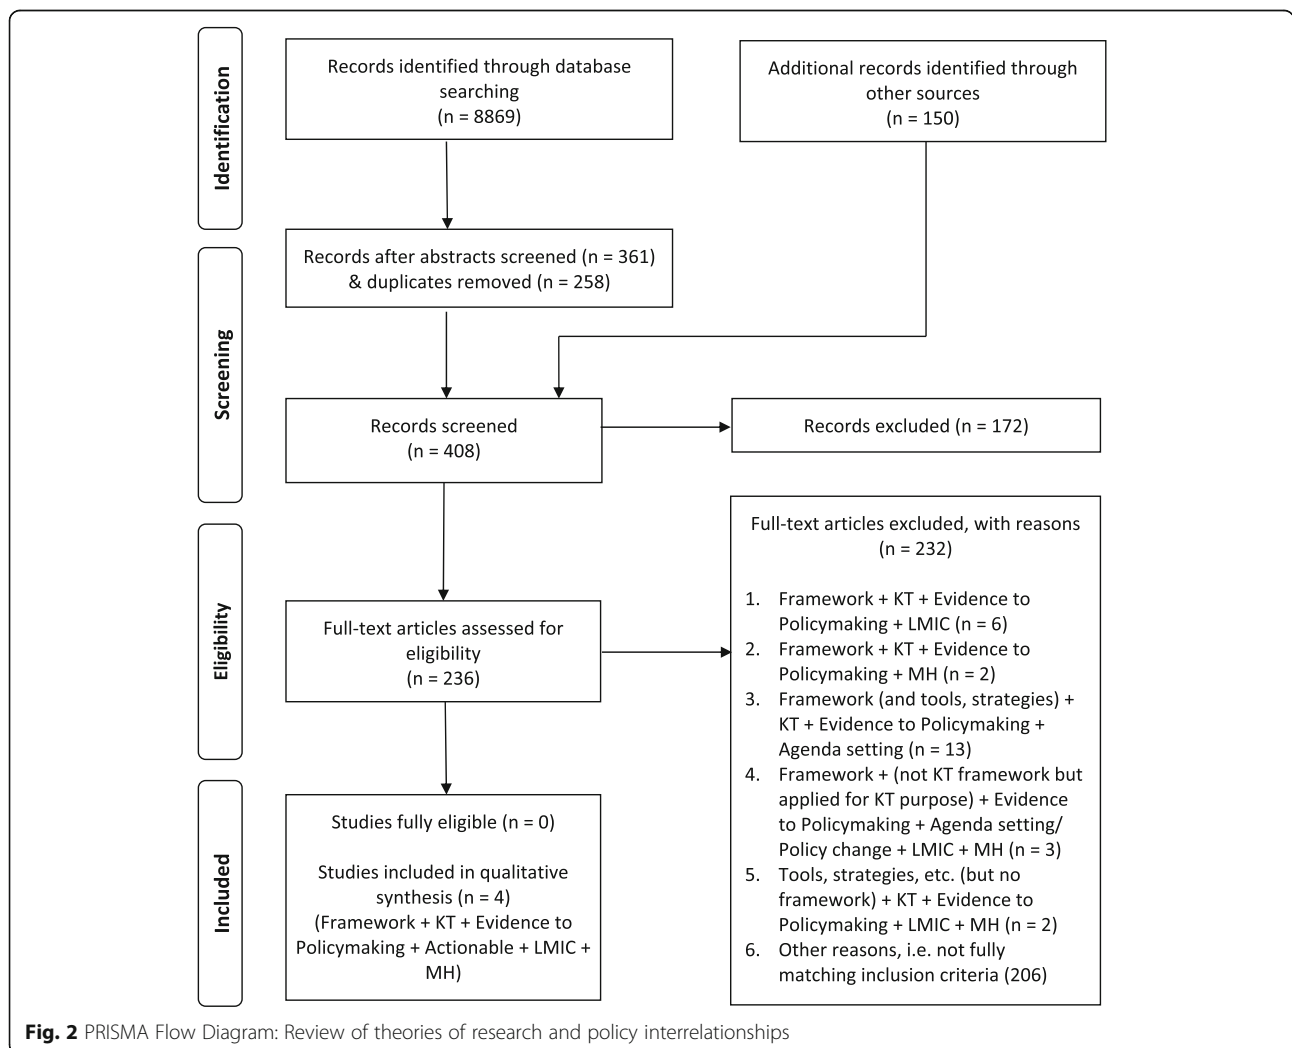 Identification
Records identified through database
searching
(n = 8869)
Additional records identified through
other sources
(n = 150)
Screening
Records after abstracts screened (n = 361)
& duplicates removed (n = 258)
Records screened
(n = 408)
Records excluded (n = 172)
Eligibility
Full-text articles assessed for
eligibility
(n = 236)
Full-text articles excluded, with reasons
(n = 232)
1. Framework + KT + Evidence to
Policymaking + LMIC (n = 6)
2. Framework + KT + Evidence to
Policymaking + MH (n = 2)
3. Framework (and tools, strategies) +
KT + Evidence to Policymaking +
Agenda setting (n = 13)
4. Framework + (not KT framework but
applied for KT purpose) + Evidence
to Policymaking + Agenda setting/
Policy change + LMIC + MH (n = 3)
5. Tools, strategies, etc. (but no
framework) + KT + Evidence to
Policymaking + LMIC + MH (n = 2)
6. Other reasons, i.e. not fully
matching inclusion criteria (206)
Included
Studies fully eligible (n = 0)
Studies included in qualitative
synthesis (n = 4)
(Framework + KT + Evidence to
Policymaking + Actionable + LMIC +
MH)
Fig. 2 PRISMA Flow Diagram: Review of theories of research and policy interrelationships